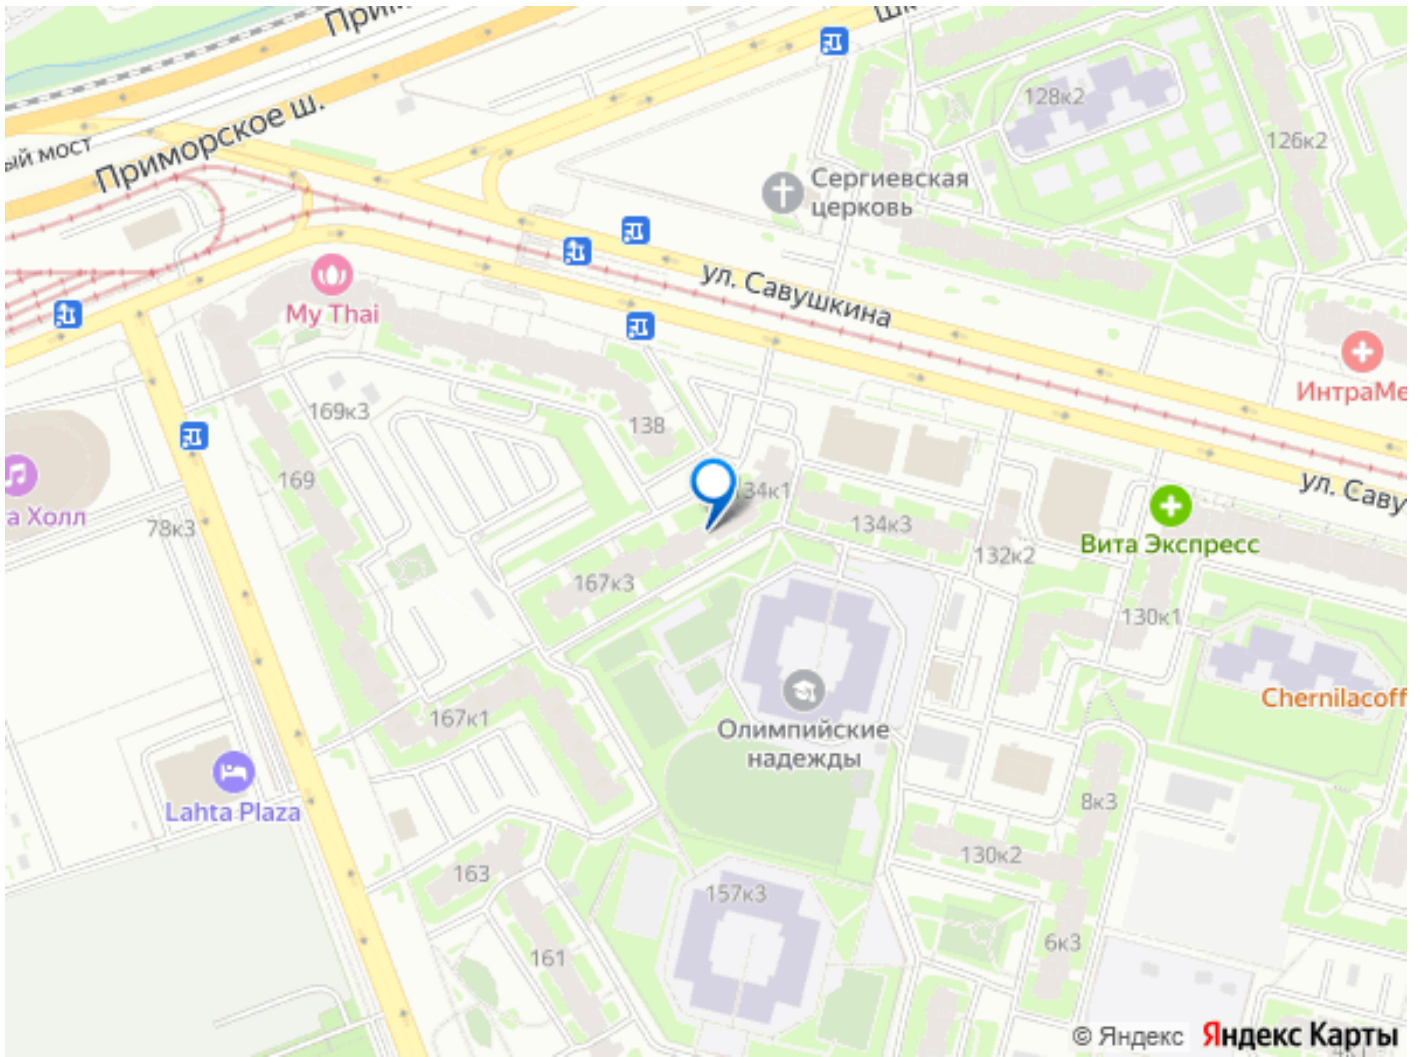 Прим
шк
Приморское ш.
ый мост
128к2
126к2
Сергиевская
церковь
ул. Савушкина
My Thai
ИнтраМе
169к3
138
169
134к1
ул. Саву
а Холл
78к3
134к3
132к2
Вита Экспресс
167к3
130к1
Chernilacoff
167к1
Олимпийские
надежды
Lahta Plaza
8к3
130к2
163
157к3
6к3
161
© Яндекс Яндекс Карты